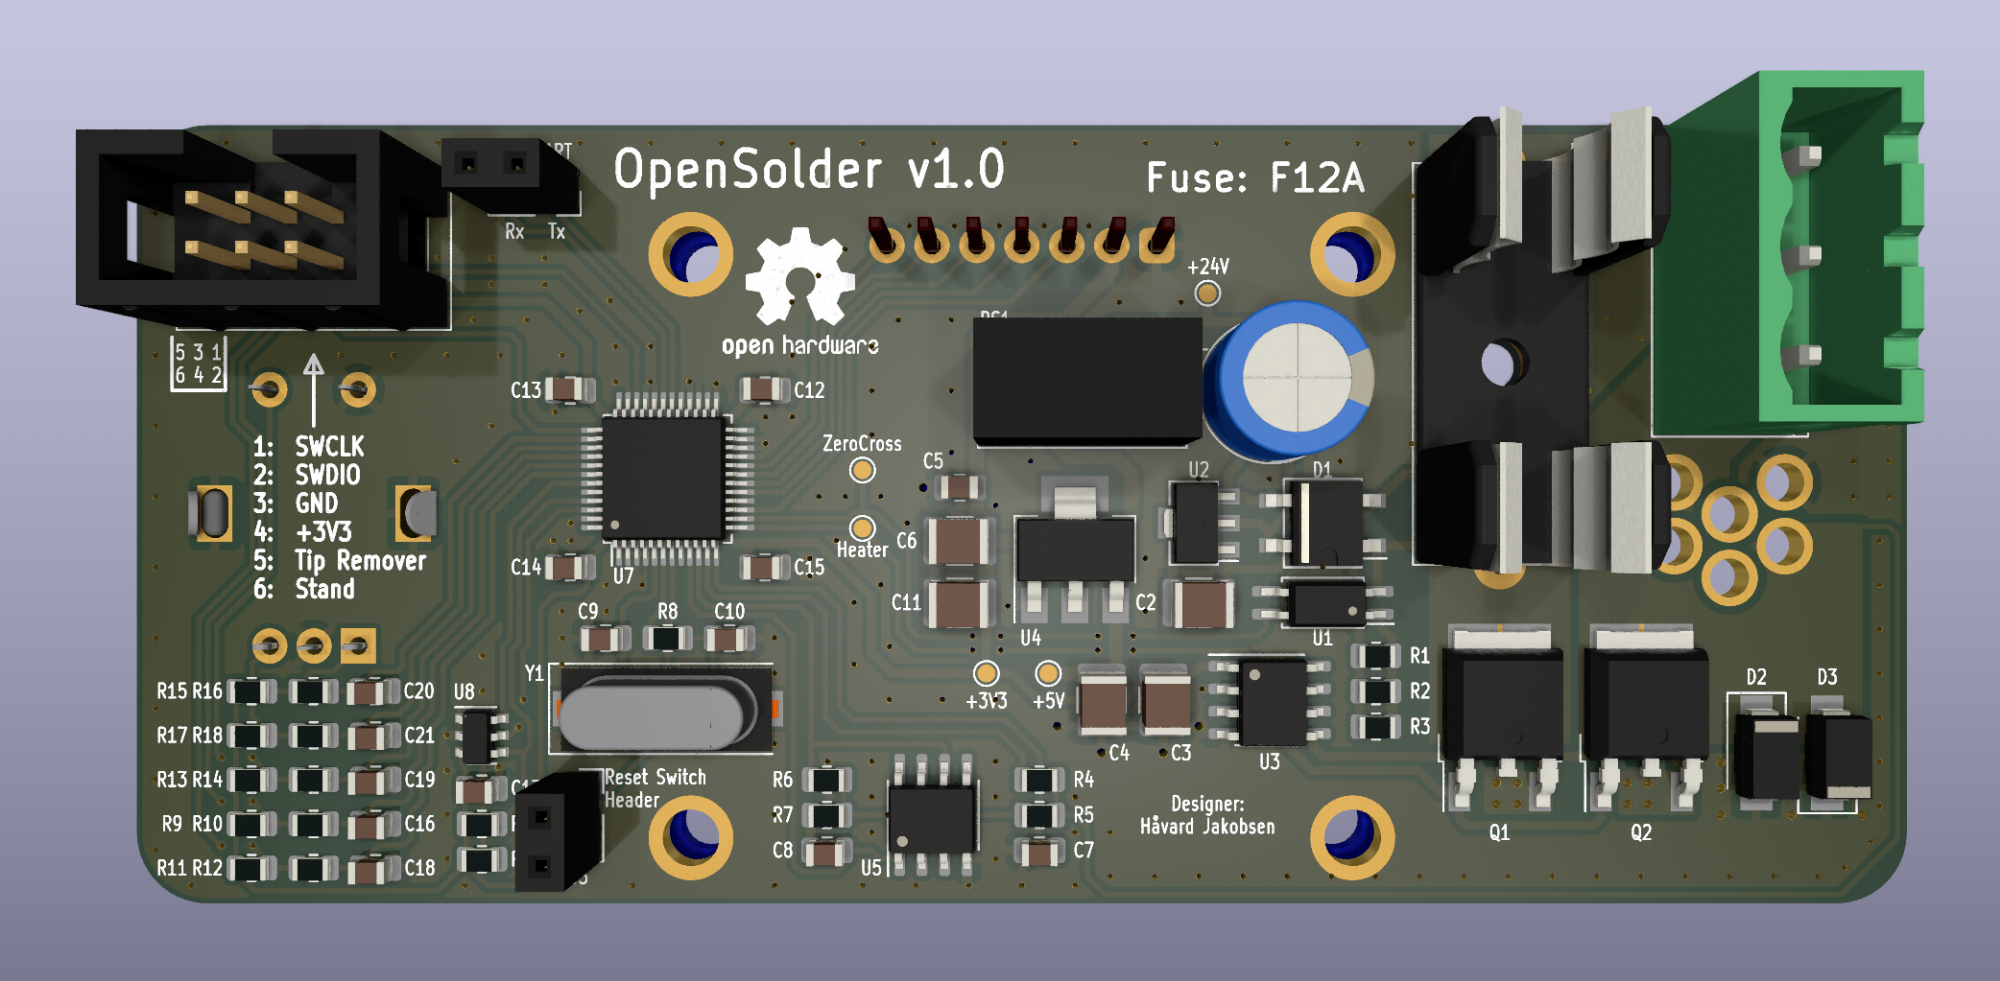 OpenSolder v1.0
Fuse: F12A
Rx Tx
+24V
open hardware
5 3 1
6 4 2
C13
C12
1: SWCLK
2: SWDIO
3: GND
4: +3V3
5: Tip Remover
6: Stand
ZeroCross
Heater
C5
C6
C11
U2
D1
C14
U7
C15
C9
R8
C10
U4
C2
U1
R15 R16
C20
U8
Y1
+3V3
+5V
R1
R2
R3
D2
D3
R17 R18
C21
C4
C3
U3
R13 R14
C19
Reset Switch
Header
R6
R4
R9 R10
C16
R7
R5
Designer:
Håvard Jakobsen
Q1
Q2
R11 R12
C18
C8
U5
C7